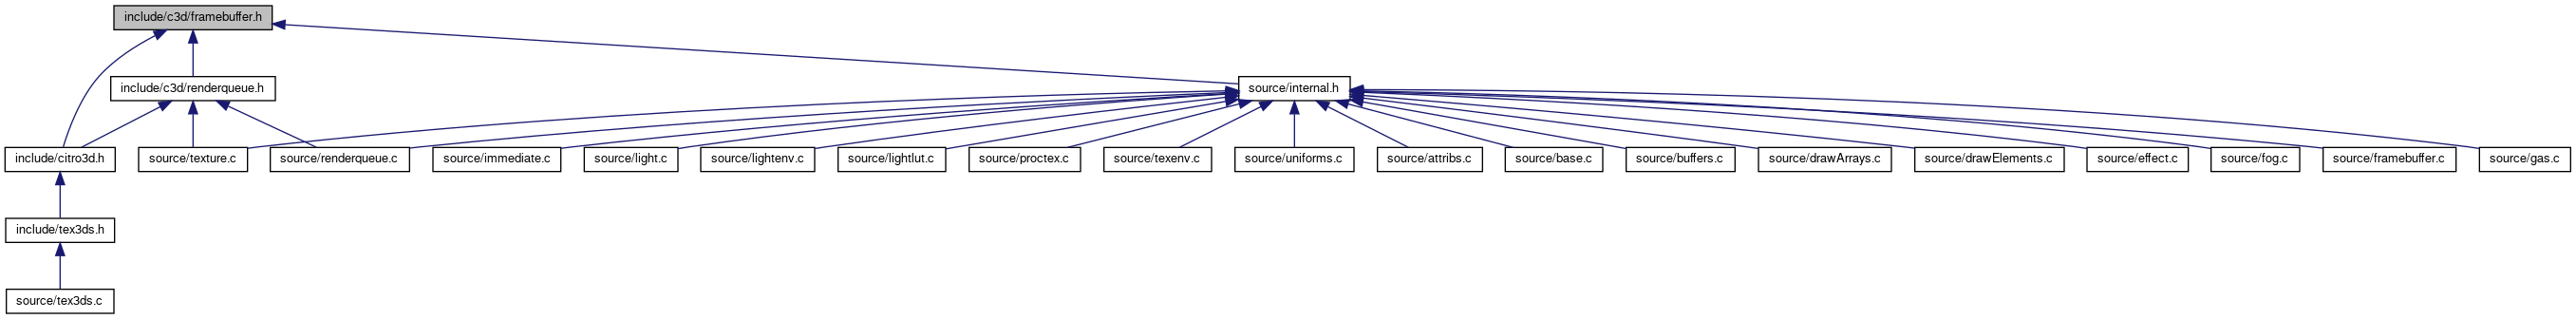 include/c3d/framebuffer.h
include/c3d/renderqueue.h
source/internal.h
include/citro3d.h
source/texture.c
source/renderqueue.c
source/immediate.c
source/light.c
source/lightenv.c
source/lightlut.c
source/proctex.c
source/texenv.c
source/uniforms.c
source/attribs.c
source/base.c
source/buffers.c
source/drawArrays.c
source/drawElements.c
source/effect.c
source/fog.c
source/framebuffer.c
source/gas.c
include/tex3ds.h
source/tex3ds.c